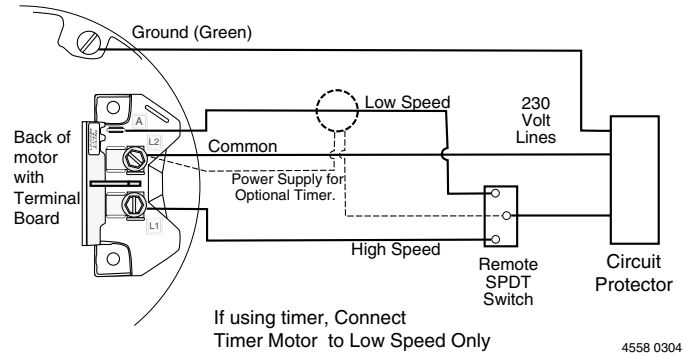 Ground (Green)
A
L2
Low Speed
230
Volt
Lines
Back of
motor
with
Terminal
Board
Common
Power Supply for
Optional Timer.
L1
High Speed
Remote
SPDT
Switch
Circuit
Protector
If using timer, Connect
Timer Motor to Low Speed Only
4558 0304